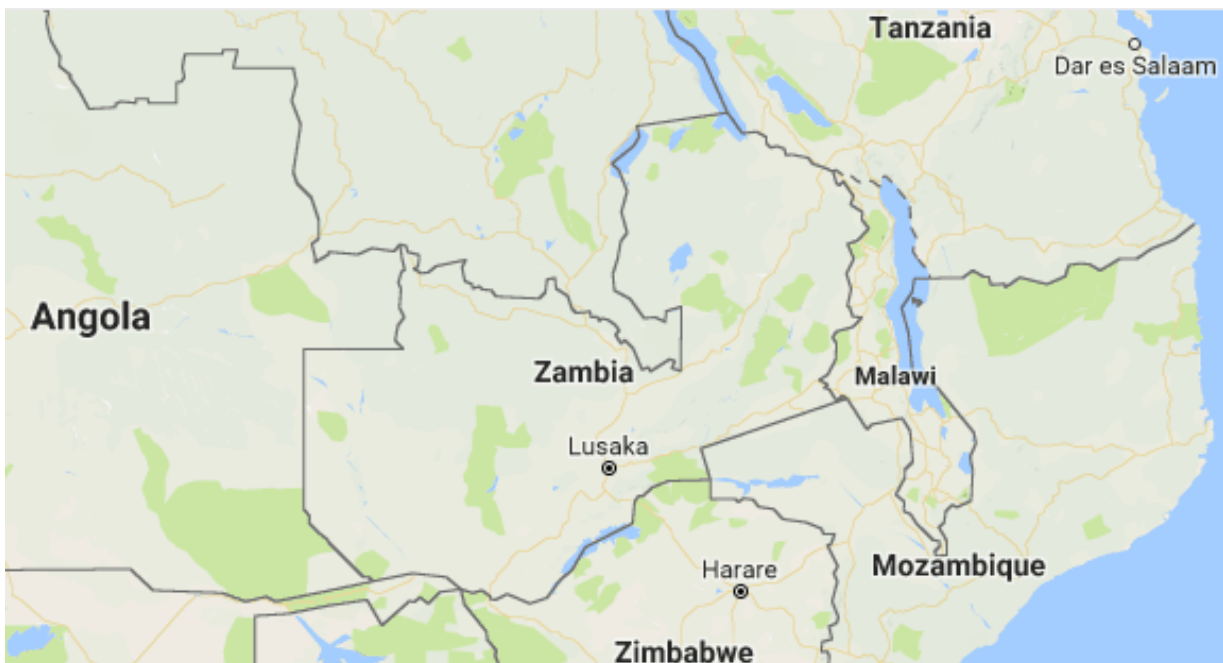 Tanzania
Dar es Salaam
Angola
Zambia
Malawi
Lusaka
Mozambique
Harare
Zimbabwe